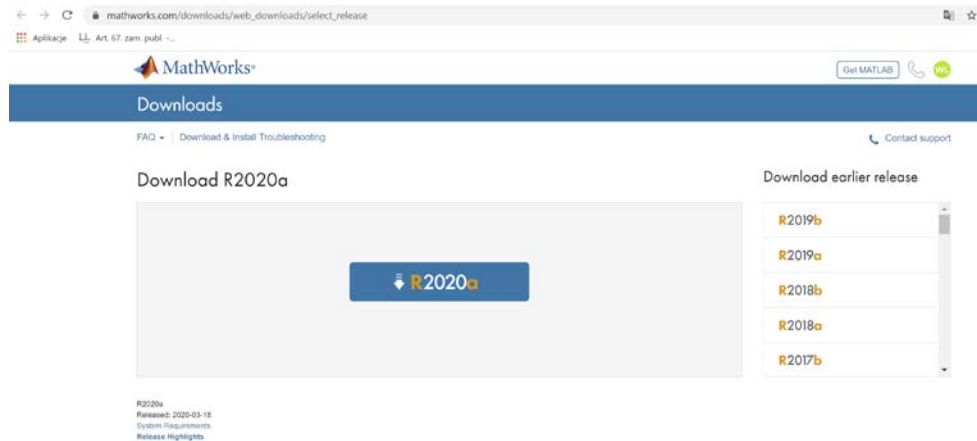 mathworks.com/downloads/web_downloads/select_release
Aplikacje Art. 67. zam. publ. -...
MathWorks®
Get MATLAB WL
Downloads
FAQ Download & Install Troubleshooting Contact support
Download R2020a
Download earlier release
R2019b
R2019a
R2020a
R2018b
R2018a
R2017b
R2020a
Released: 2020-03-18
System Requirements
Release Highlights